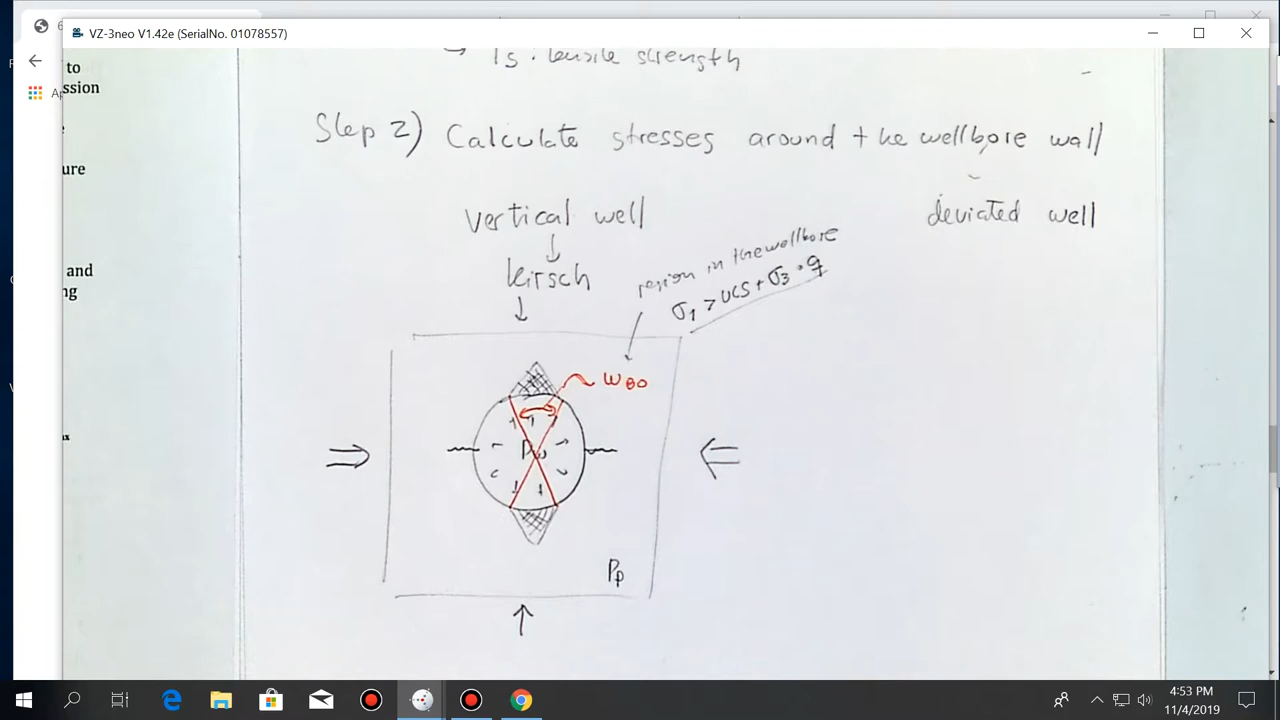 VZ-3neo V1.42e (SerialNo. 01078557)
6
to
ssion
Ap
e
ure
and
ng
Ts : tensile strength
Step 2) Calculate stresses around the wellbore wall
vertical well
deviated well
kirsch
region in the wellbore
σ1 > UCS + σ3 · q
wBO
Pw
Pp
4:53 PM
11/4/2019